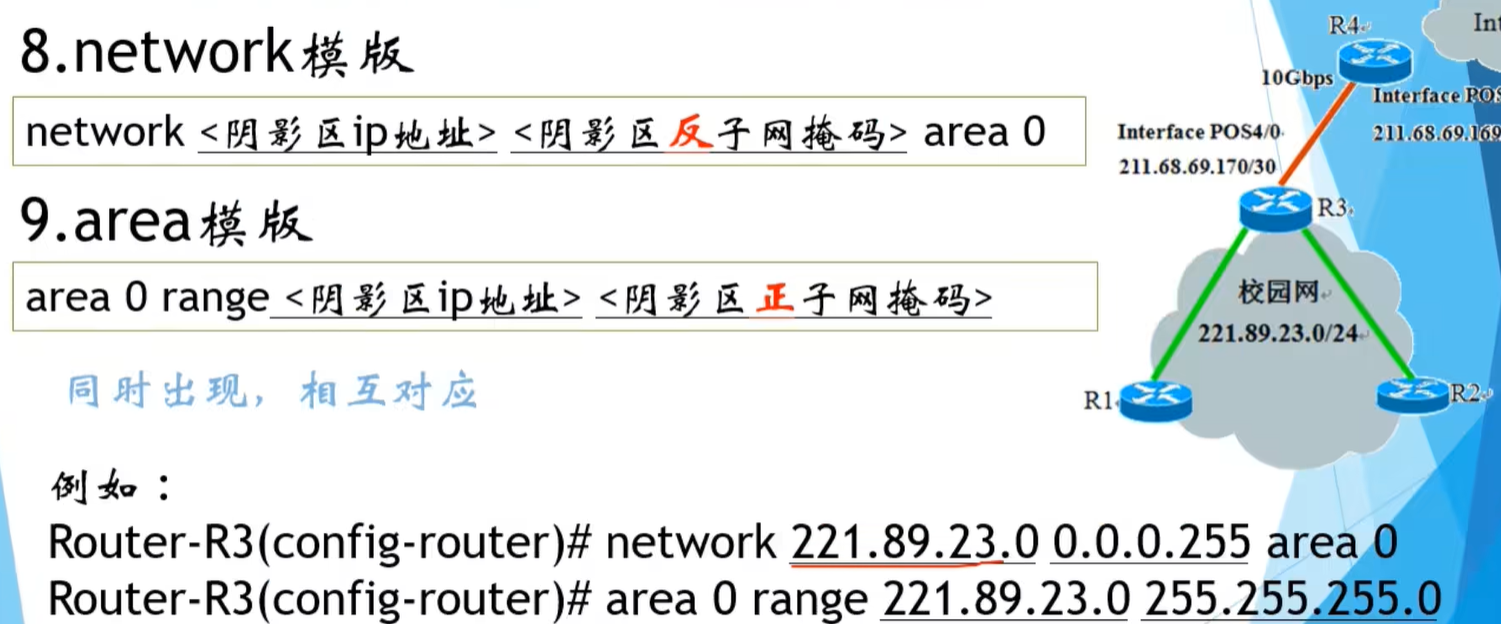 8.network模版
network <阴影区ip地址> <阴影区反子网掩码> area 0
9.area模版
area 0 range <阴影区ip地址> <阴影区正子网掩码>
同时出现，相互对应
例如：
Router-R3(config-router)# network 221.89.23.0 0.0.0.255 area 0
Router-R3(config-router)# area 0 range 221.89.23.0 255.255.255.0
R4
10Gbps
Interface POS4/0
211.68.69.170/30
Interface
211.68.69.169
R3
校园网
221.89.23.0/24
R1
R2